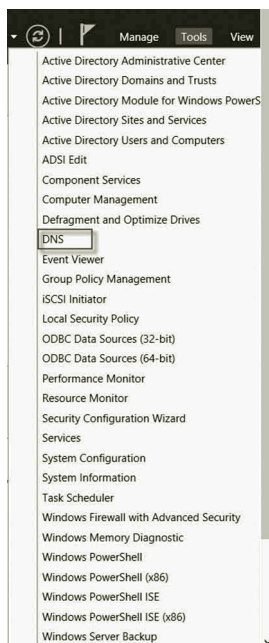 Manage Tools View
Active Directory Administrative Center
Active Directory Domains and Trusts
Active Directory Module for Windows PowerS
Active Directory Sites and Services
Active Directory Users and Computers
ADSI Edit
Component Services
Computer Management
Defragment and Optimize Drives
DNS
Event Viewer
Group Policy Management
iSCSI Initiator
Local Security Policy
ODBC Data Sources (32-bit)
ODBC Data Sources (64-bit)
Performance Monitor
Resource Monitor
Security Configuration Wizard
Services
System Configuration
System Information
Task Scheduler
Windows Firewall with Advanced Security
Windows Memory Diagnostic
Windows PowerShell
Windows PowerShell (x86)
Windows PowerShell ISE
Windows PowerShell ISE (x86)
Windows Server Backup